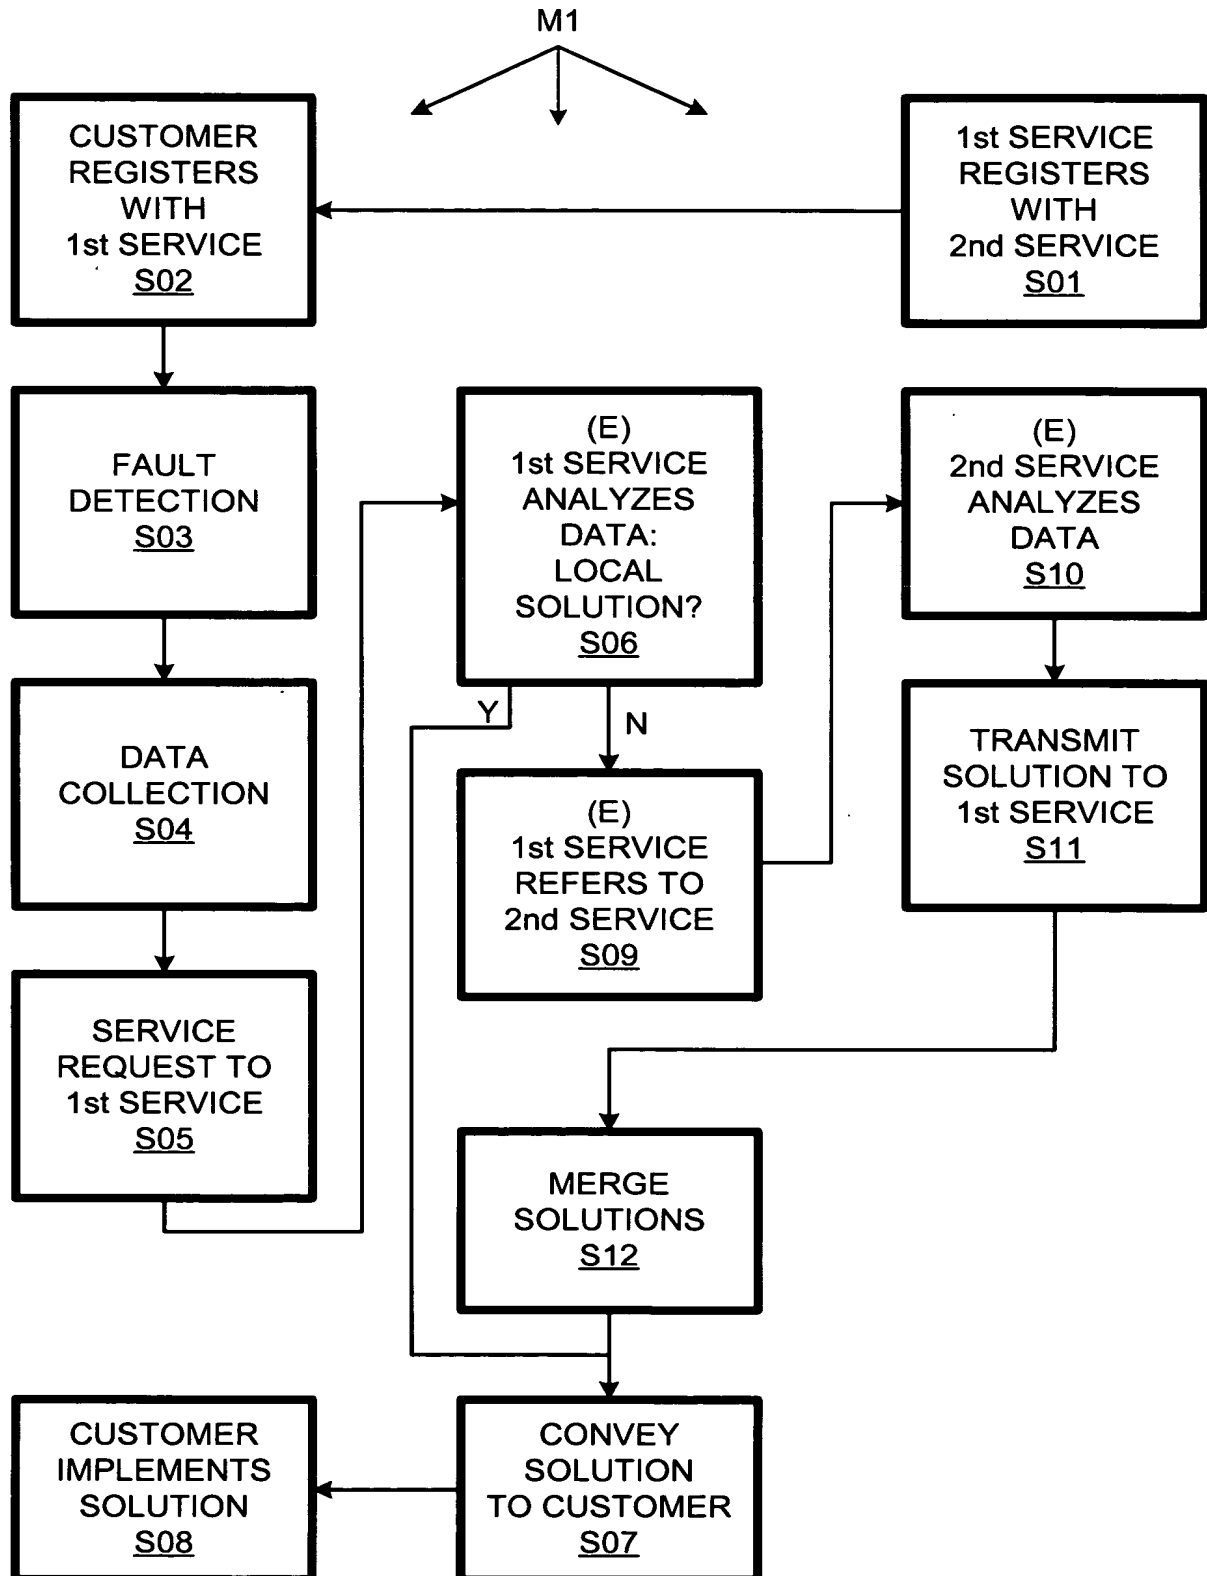 M1
CUSTOMER
REGISTERS
WITH
1st SERVICE
S02
1st SERVICE
REGISTERS
WITH
2nd SERVICE
S01
FAULT
DETECTION
S03
(E)
1st SERVICE
ANALYZES
DATA:
LOCAL
SOLUTION?
S06
(E)
2nd SERVICE
ANALYZES
DATA
S10
Y
N
DATA
COLLECTION
S04
(E)
1st SERVICE
REFERS TO
2nd SERVICE
S09
TRANSMIT
SOLUTION TO
1st SERVICE
S11
SERVICE
REQUEST TO
1st SERVICE
S05
MERGE
SOLUTIONS
S12
CUSTOMER
IMPLEMENTS
SOLUTION
S08
CONVEY
SOLUTION
TO CUSTOMER
S07